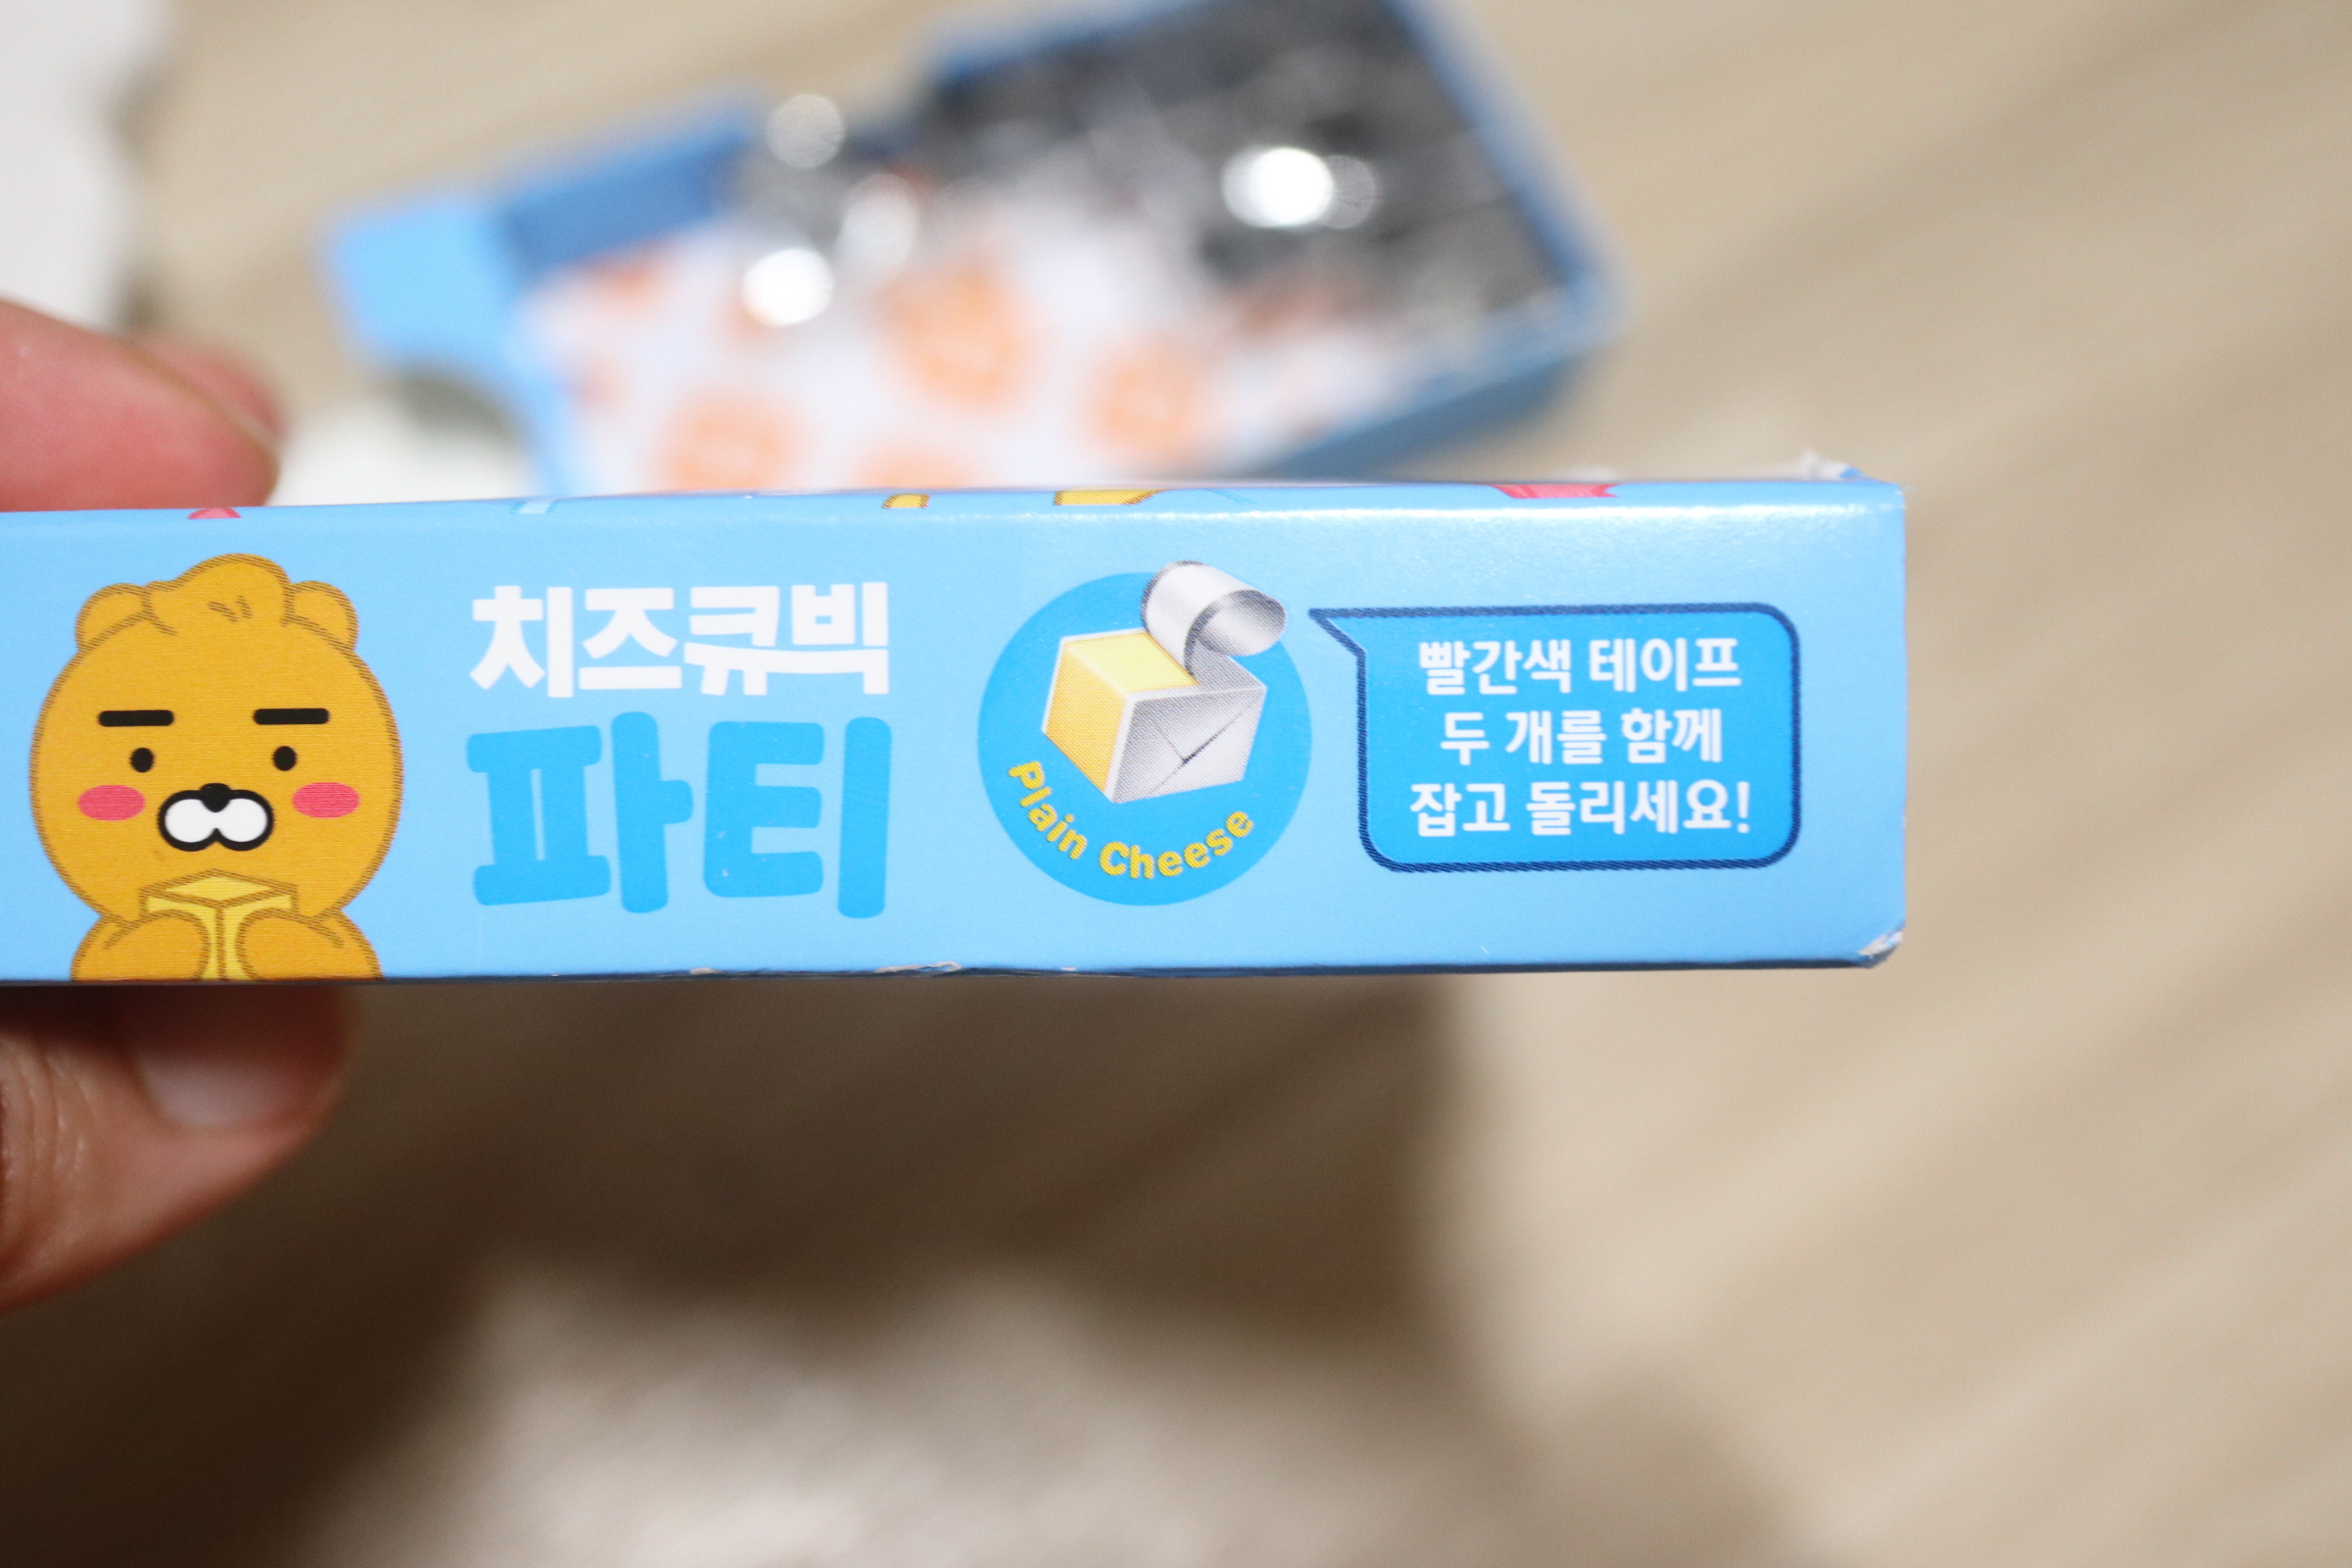 치즈큐빅
파티
Plain Cheese
빨간색 테이프
두 개를 함께
잡고 돌리세요!